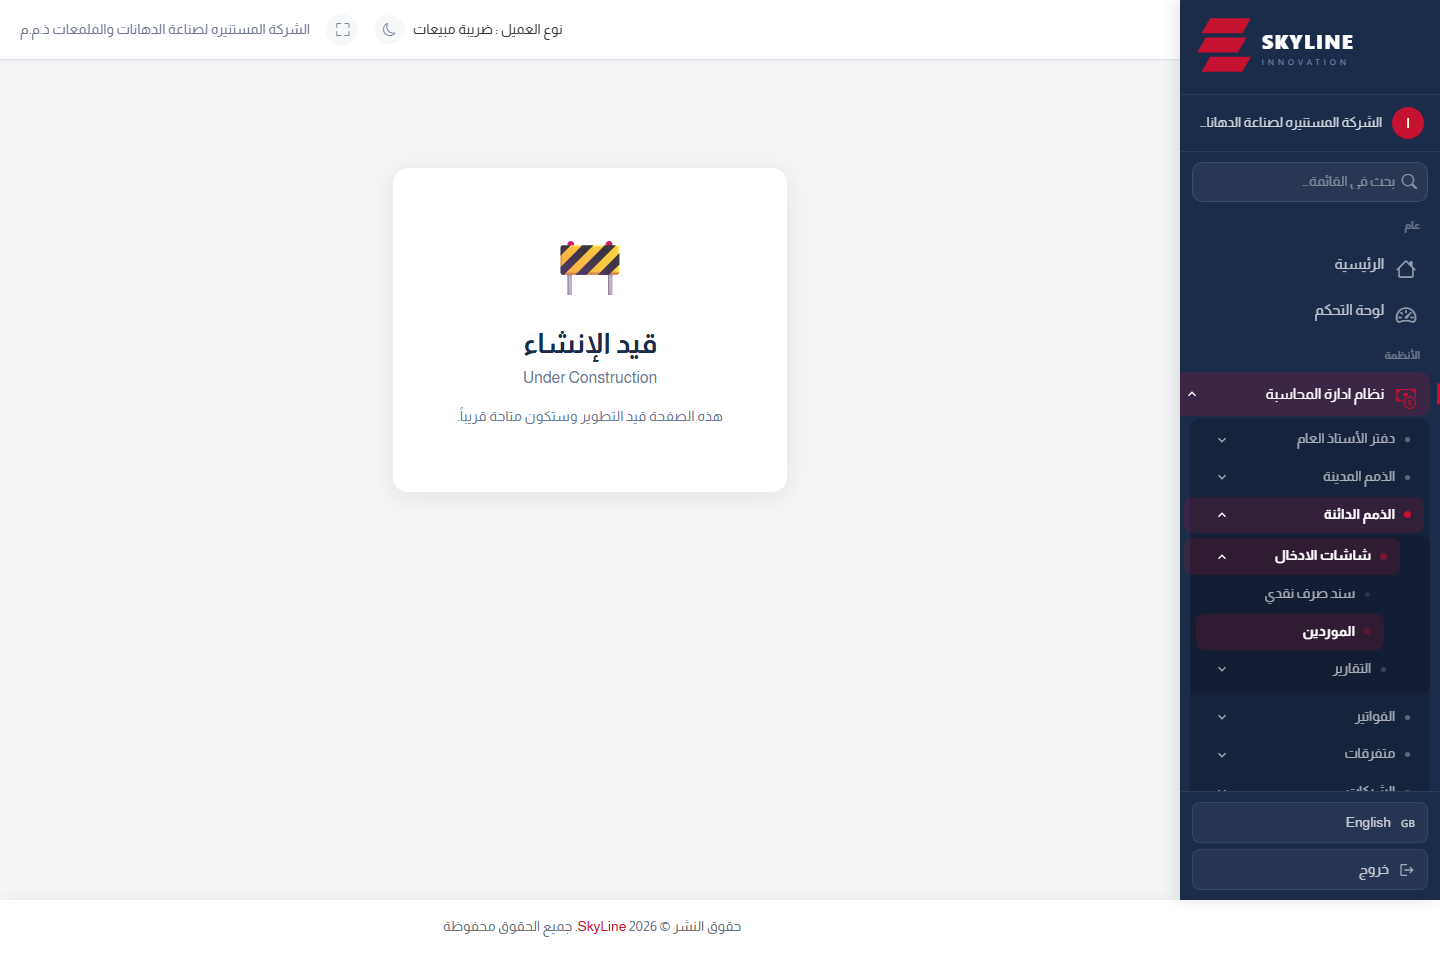 SKYLINE
INNOVATION
ا
الشركة المستنيره لصناعة الدهانا...
بحث في القائمة...
عام
الرئيسية
لوحة التحكم
الأنظمة
نظام ادارة المحاسبة
دفتر الأستاذ العام
الذمم المدينة
الذمم الدائنة
شاشات الادخال
سند صرف نقدي
الموردين
التقارير
الفواتير
متفرقات
GB English
خروج
نوع العميل : ضريبة مبيعات
الشركة المستنيره لصناعة الدهانات والملمعات ذ.م.م
قيد الإنشاء
Under Construction
هذه الصفحة قيد التطوير وستكون متاحة قريباً.
حقوق النشر © 2026 SkyLine. جميع الحقوق محفوظة